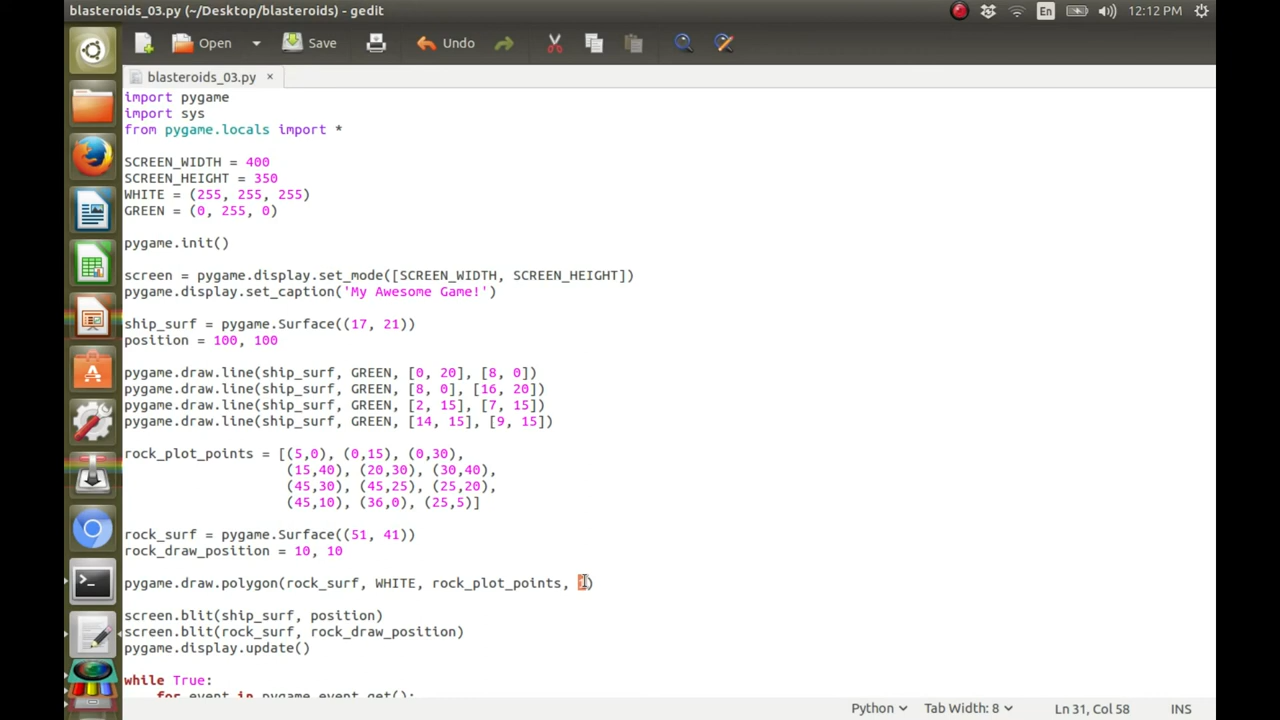 blasteroids_03.py (~/Desktop/blasteroids) - gedit
En
12:12 PM
Open
Save
Undo
blasteroids_03.py ×
import pygame
import sys
from pygame.locals import *
SCREEN_WIDTH = 400
SCREEN_HEIGHT = 350
WHITE = (255, 255, 255)
GREEN = (0, 255, 0)
pygame.init()
screen = pygame.display.set_mode([SCREEN_WIDTH, SCREEN_HEIGHT])
pygame.display.set_caption('My Awesome Game!')
ship_surf = pygame.Surface((17, 21))
position = 100, 100
pygame.draw.line(ship_surf, GREEN, [0, 20], [8, 0])
pygame.draw.line(ship_surf, GREEN, [8, 0], [16, 20])
pygame.draw.line(ship_surf, GREEN, [2, 15], [7, 15])
pygame.draw.line(ship_surf, GREEN, [14, 15], [9, 15])
rock_plot_points = [(5,0), (0,15), (0,30),
(15,40), (20,30), (30,40),
(45,30), (45,25), (25,20),
(45,10), (36,0), (25,5)]
rock_surf = pygame.Surface((51, 41))
rock_draw_position = 10, 10
pygame.draw.polygon(rock_surf, WHITE, rock_plot_points, )
screen.blit(ship_surf, position)
screen.blit(rock_surf, rock_draw_position)
pygame.display.update()
while True:
for event in pygame.event.get():
Python
Tab Width: 8
Ln 31, Col 58
INS